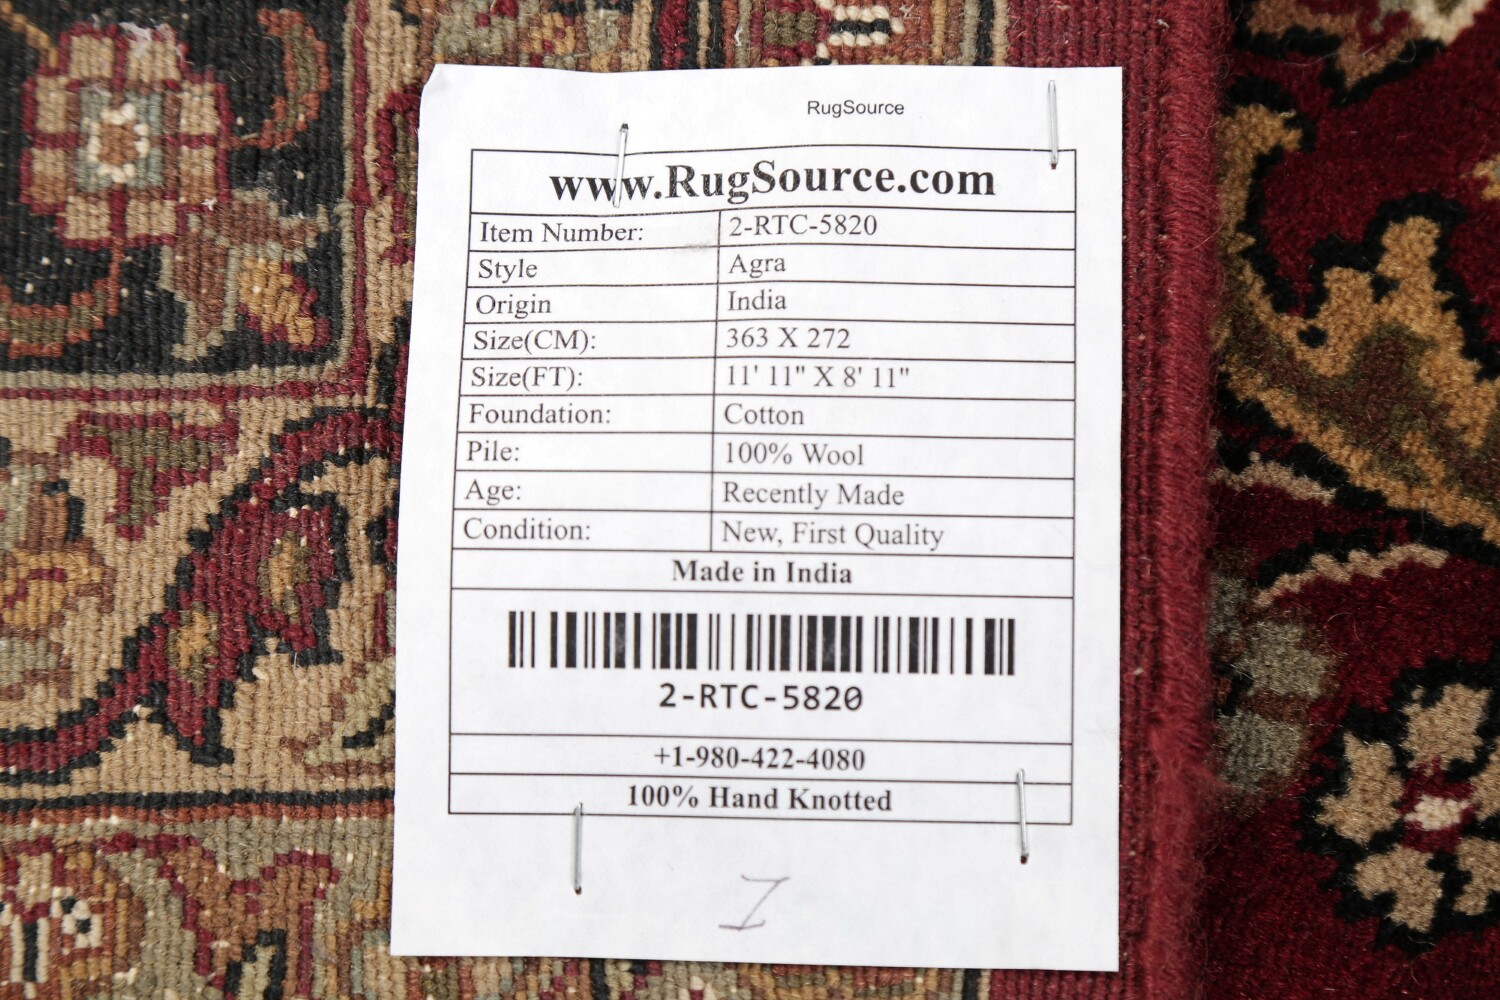 RugSource
www.RugSource.com
Item Number: 2-RTC-5820
Style Agra
Origin India
Size(CM): 363 X 272
Size(FT): 11' 11" X 8' 11"
Foundation: Cotton
Pile: 100% Wool
Age: Recently Made
Condition: New, First Quality
Made in India
2-RTC-5820
+1-980-422-4080
100% Hand Knotted
I